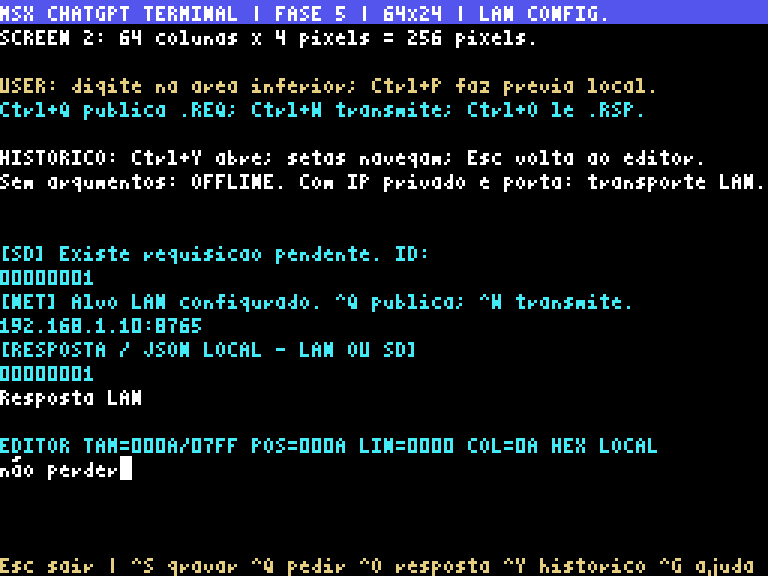 MSX CHATGPT TERMINAL | FASE 5 | 64x24 | LAN CONFIG.
SCREEN 2: 64 colunas x 4 pixels = 256 pixels.
USER: digite na area inferior; Ctrl+P faz previa local.
Ctrl+Q publica .REQ; Ctrl+W transmite; Ctrl+O le .RSP.
HISTORICO: Ctrl+Y abre; setas navegam; Esc volta ao editor.
Sem argumentos: OFFLINE. Com IP privado e porta: transporte LAN.
[SD] Existe requisicao pendente. ID:
00000001
[NET] Alvo LAN configurado. ^Q publica; ^W transmite.
192.168.1.10:8765
[RESPOSTA / JSON LOCAL - LAN OU SD]
00000001
Resposta LAN
EDITOR TAM=000A/07FF POS=000A LIN=0000 COL=0A HEX LOCAL
não perder
Esc sair | ^S gravar ^Q pedir ^O resposta ^Y historico ^G ajuda